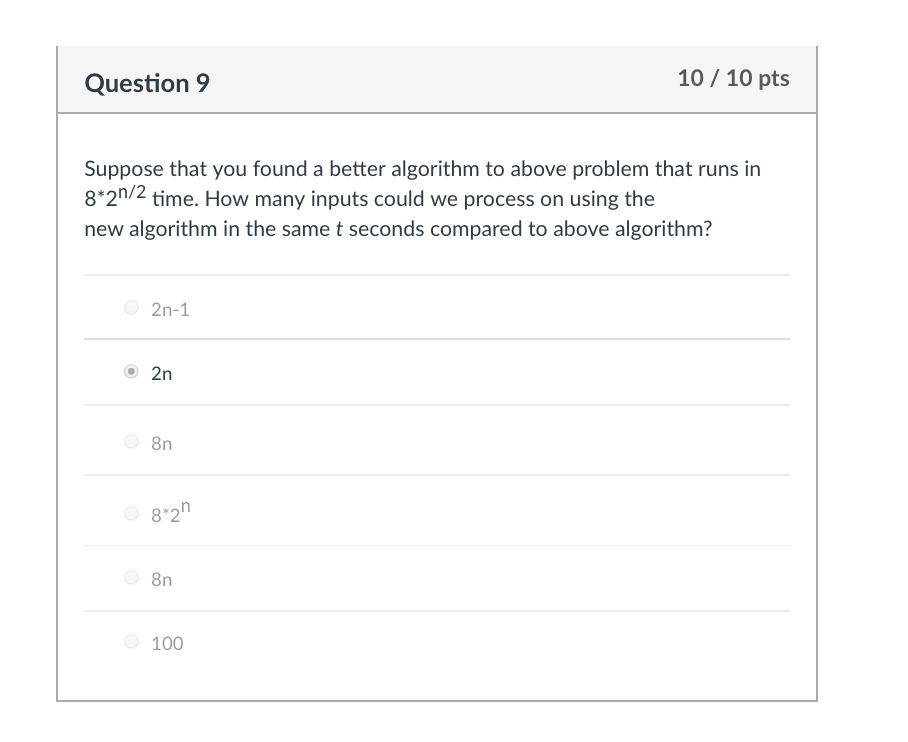 Question 9
10 / 10 pts
Suppose that you found a better algorithm to above problem that runs in
8*2^n/2 time. How many inputs could we process on using the
new algorithm in the same t seconds compared to above algorithm?
2n-1
2n
8n
8*2^n
8n
100